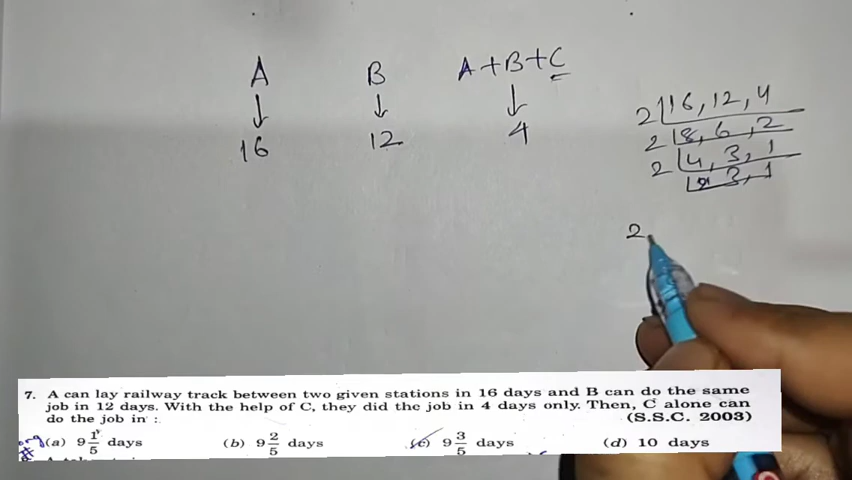 A B A+B+C
↓ ↓ ↓
16 12 4
2 16, 12, 4
2 8, 6, 2
2 4, 3, 1
2, 3, 1
2
7. A can lay railway track between two given stations in 16 days and B can do the same
job in 12 days. With the help of C, they did the job in 4 days only. Then, C alone can
do the job in : (S.S.C. 2003)
(a) 9 1/5 days (b) 9 2/5 days (c) 9 3/5 days (d) 10 days